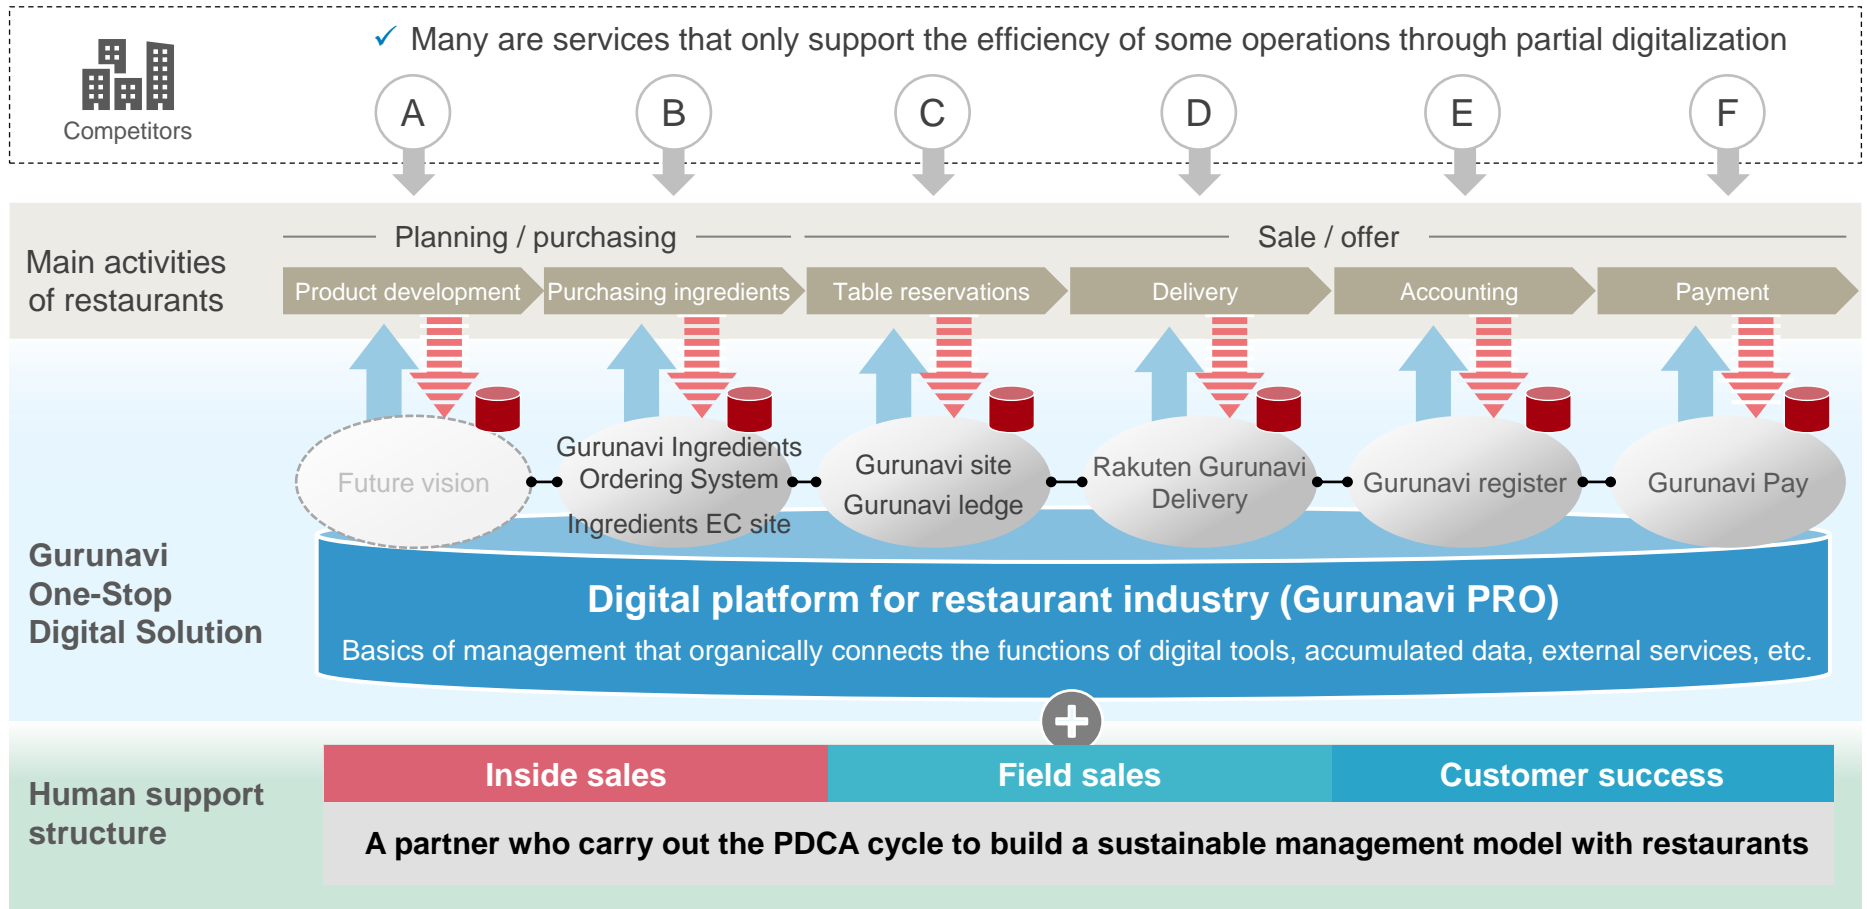 Many are services that only support the efficiency of some operations through partial digitalization
Competitors
A
B
C
D
E
F
Main activities
of restaurants
Planning / purchasing
Sale / offer
Product development
Purchasing ingredients
Table reservations
Delivery
Accounting
Payment
Future vision
Gurunavi Ingredients
Ordering System
Ingredients EC site
Gurunavi site
Gurunavi ledge
Rakuten Gurunavi
Delivery
Gurunavi register
Gurunavi Pay
Gurunavi
One-Stop
Digital Solution
Digital platform for restaurant industry (Gurunavi PRO)
Basics of management that organically connects the functions of digital tools, accumulated data, external services, etc.
Human support
structure
Inside sales
Field sales
Customer success
A partner who carry out the PDCA cycle to build a sustainable management model with restaurants